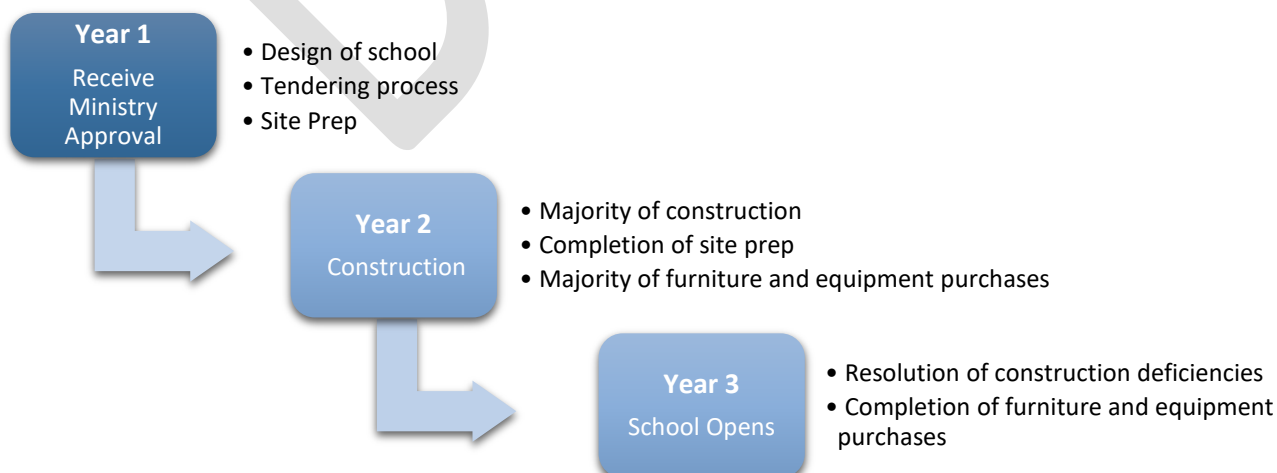 Year 1
Receive
Ministry
Approval
• Design of school
• Tendering process
• Site Prep
Year 2
Construction
• Majority of construction
• Completion of site prep
• Majority of furniture and equipment purchases
Year 3
School Opens
• Resolution of construction deficiencies
• Completion of furniture and equipment
purchases